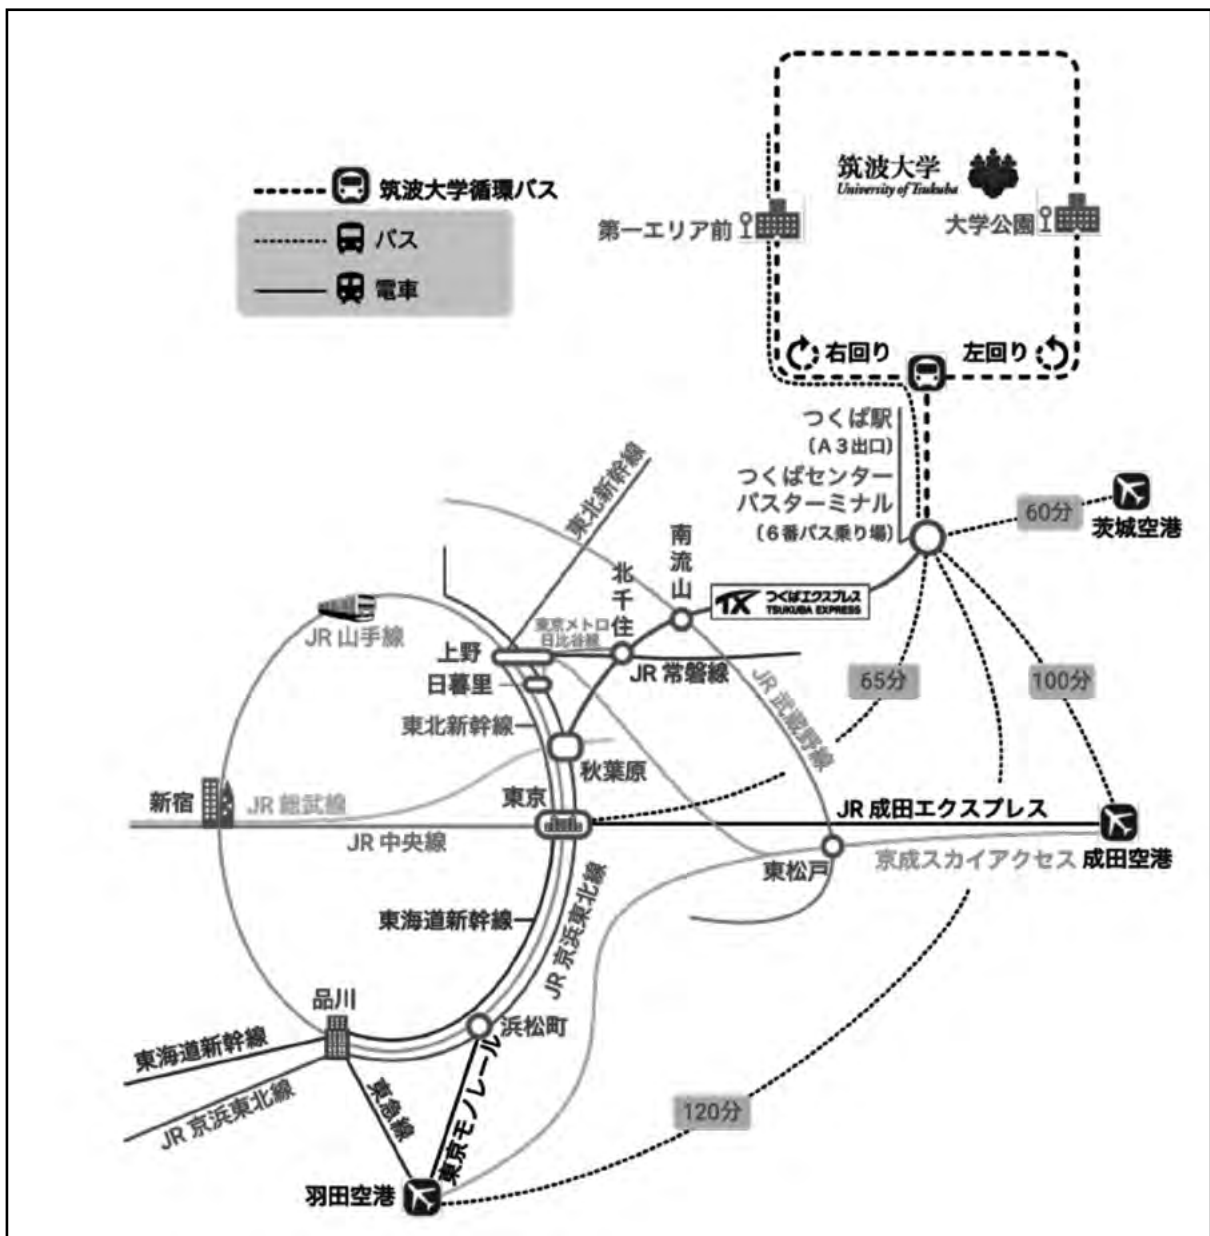 筑波大学循環バス
バス
電車
筑波大学
University of Tsukuba
第一エリア前
大学公園
右回り
左回り
つくば駅
(A3出口)
つくばセンター
バスターミナル
(6番バス乗り場)
60分
茨城空港
東北新幹線
南流山
北千住
TX つくばエクスプレス
TSUKUBA EXPRESS
JR 山手線
東京メトロ
日比谷線
上野
JR 常磐線
日暮里
65分
100分
JR 武蔵野線
東北新幹線
秋葉原
新宿
JR 総武線
東京
JR 成田エクスプレス
JR 中央線
東松戸
京成スカイアクセス
成田空港
東海道新幹線
JR 京浜東北線
品川
浜松町
東海道新幹線
JR 京浜東北線
東急線
東京モノレール
120分
羽田空港